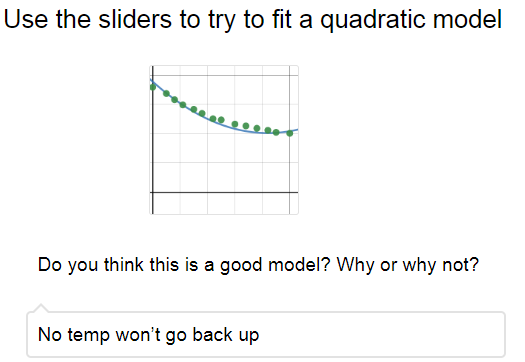 Use the sliders to try to fit a quadratic model
Do you think this is a good model? Why or why not?
No temp won’t go back up